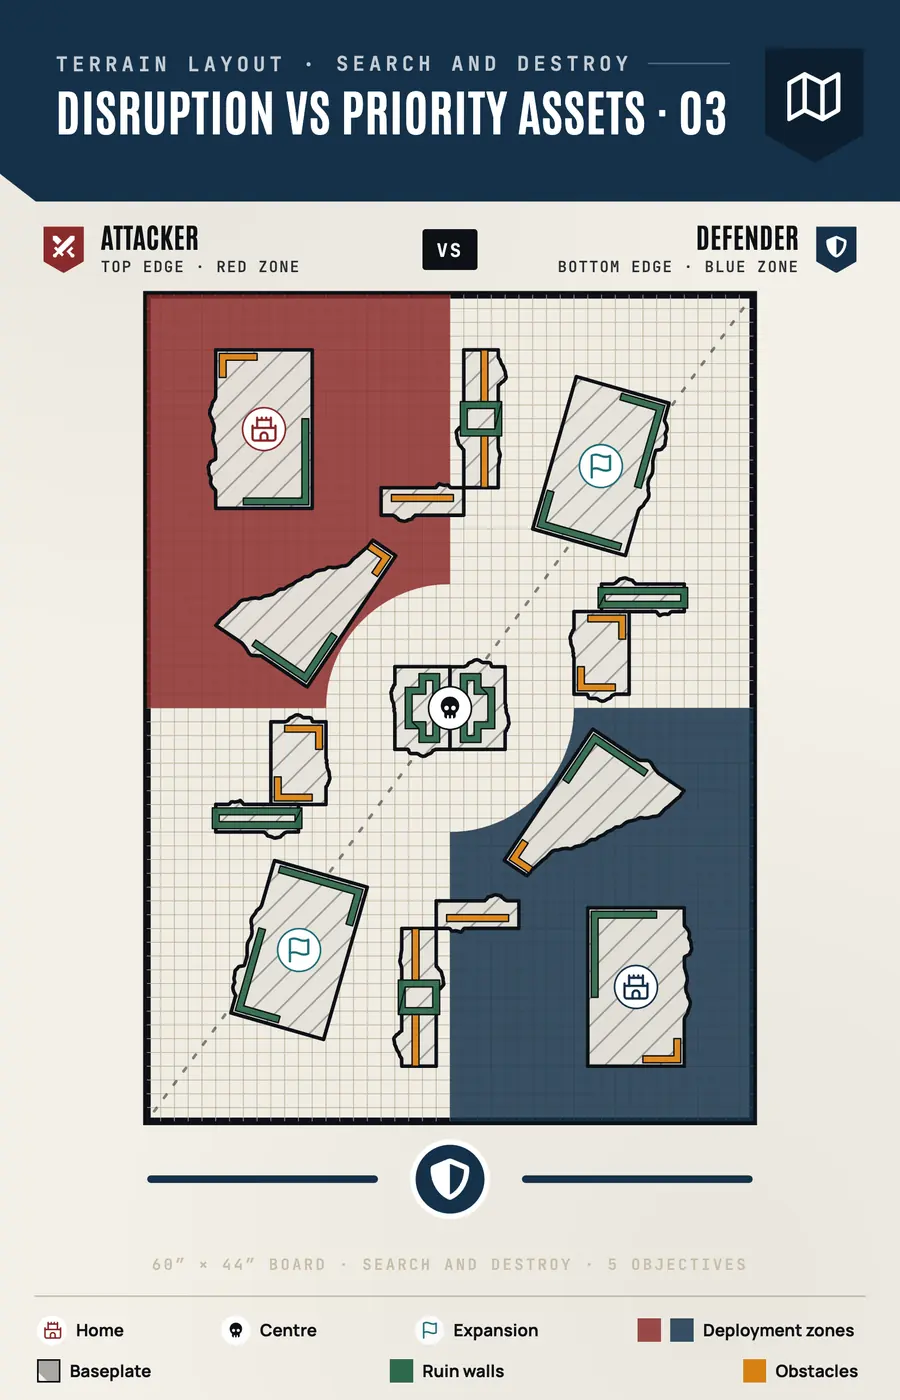 TERRAIN LAYOUT · SEARCH AND DESTROY
DISRUPTION VS PRIORITY ASSETS · 03
ATTACKER
TOP EDGE · RED ZONE
VS
DEFENDER
BOTTOM EDGE · BLUE ZONE
60″ × 44″ BOARD · SEARCH AND DESTROY · 5 OBJECTIVES
Home
Centre
Expansion
Deployment zones
Baseplate
Ruin walls
Obstacles